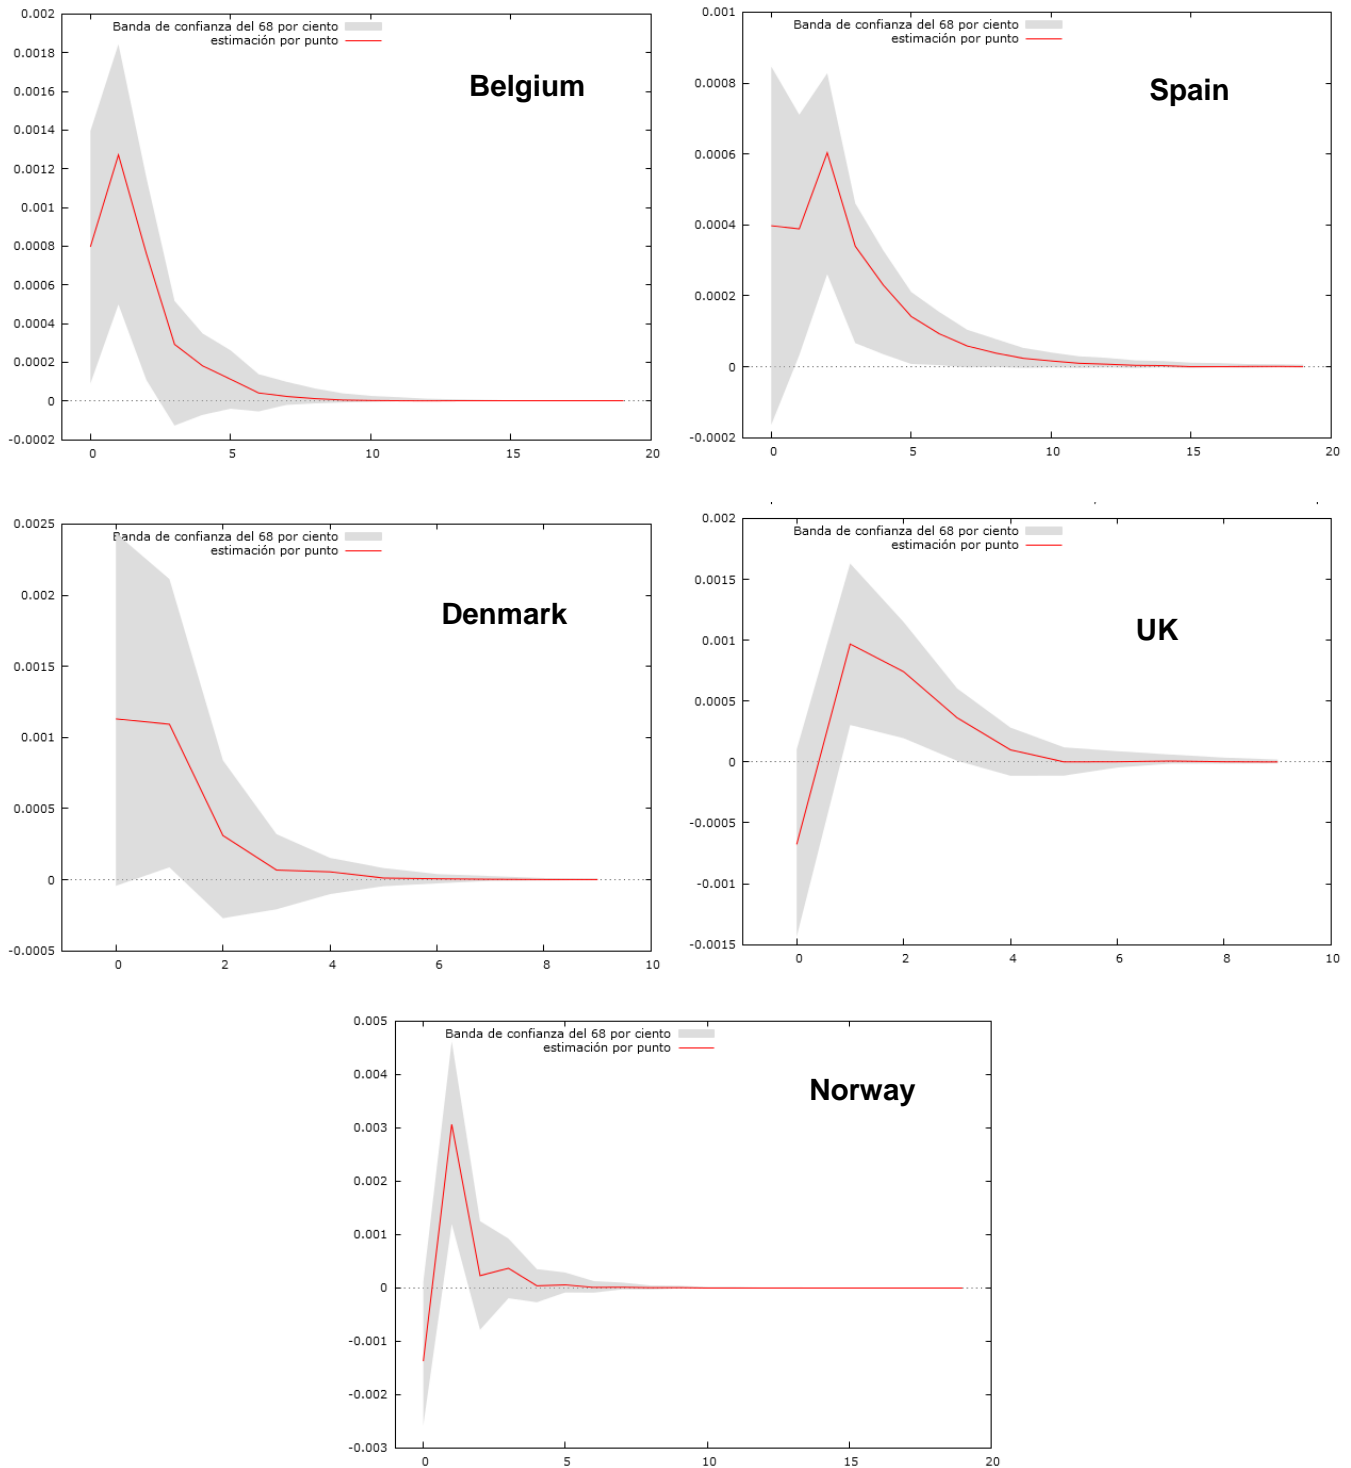 Banda de confianza del 68 por ciento
estimación por punto
Belgium
0.002
0.0018
0.0016
0.0014
0.0012
0.001
0.0008
0.0006
0.0004
0.0002
0
-0.0002
0 5 10 15 20
Banda de confianza del 68 por ciento
estimación por punto
Spain
0.001
0.0008
0.0006
0.0004
0.0002
0
-0.0002
0 5 10 15 20
Banda de confianza del 68 por ciento
estimación por punto
Denmark
0.0025
0.002
0.0015
0.001
0.0005
0
-0.0005
0 2 4 6 8 10
Banda de confianza del 68 por ciento
estimación por punto
UK
0.002
0.0015
0.001
0.0005
0
-0.0005
-0.001
-0.0015
0 2 4 6 8 10
Banda de confianza del 68 por ciento
estimación por punto
Norway
0.005
0.004
0.003
0.002
0.001
0
-0.001
-0.002
-0.003
0 5 10 15 20